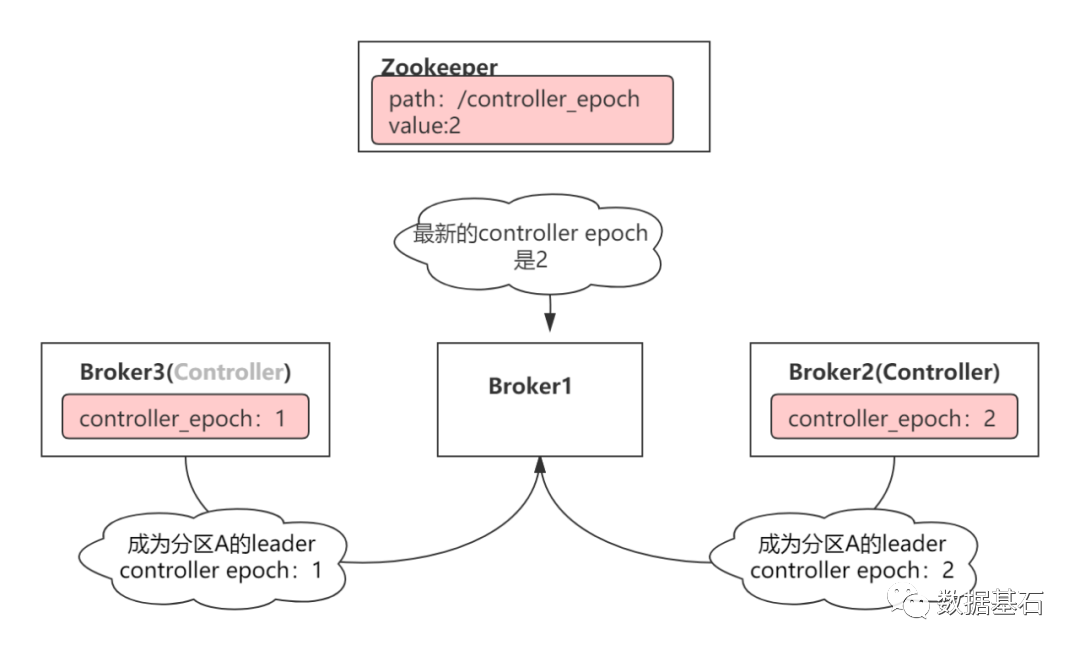 Zookeeper
path：/controller_epoch
value:2
最新的controller epoch
是2
Broker3(Controller)
controller_epoch：1
Broker1
Broker2(Controller)
controller_epoch：2
成为分区A的leader
controller epoch：1
成为分区A的leader
controller epoch：2
数据基石